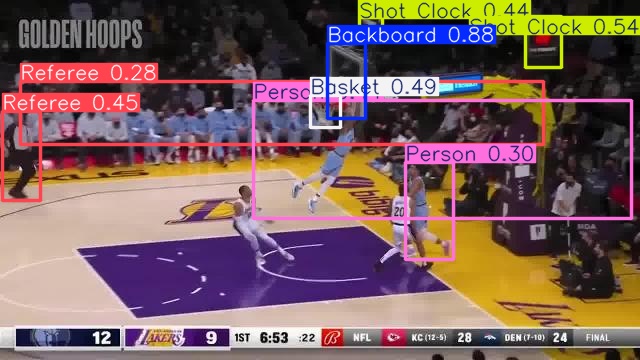 GOLDEN HOOPS
Shot Clock 0.44
Shot Clock 0.54
Backboard 0.88
Referee 0.28
Basket 0.49
Referee 0.45
Person 0.30
20
12 LAKERS 9 1ST 6:53 :22 B NFL KC (12-5) 28 DEN (7-10) 24 FINAL